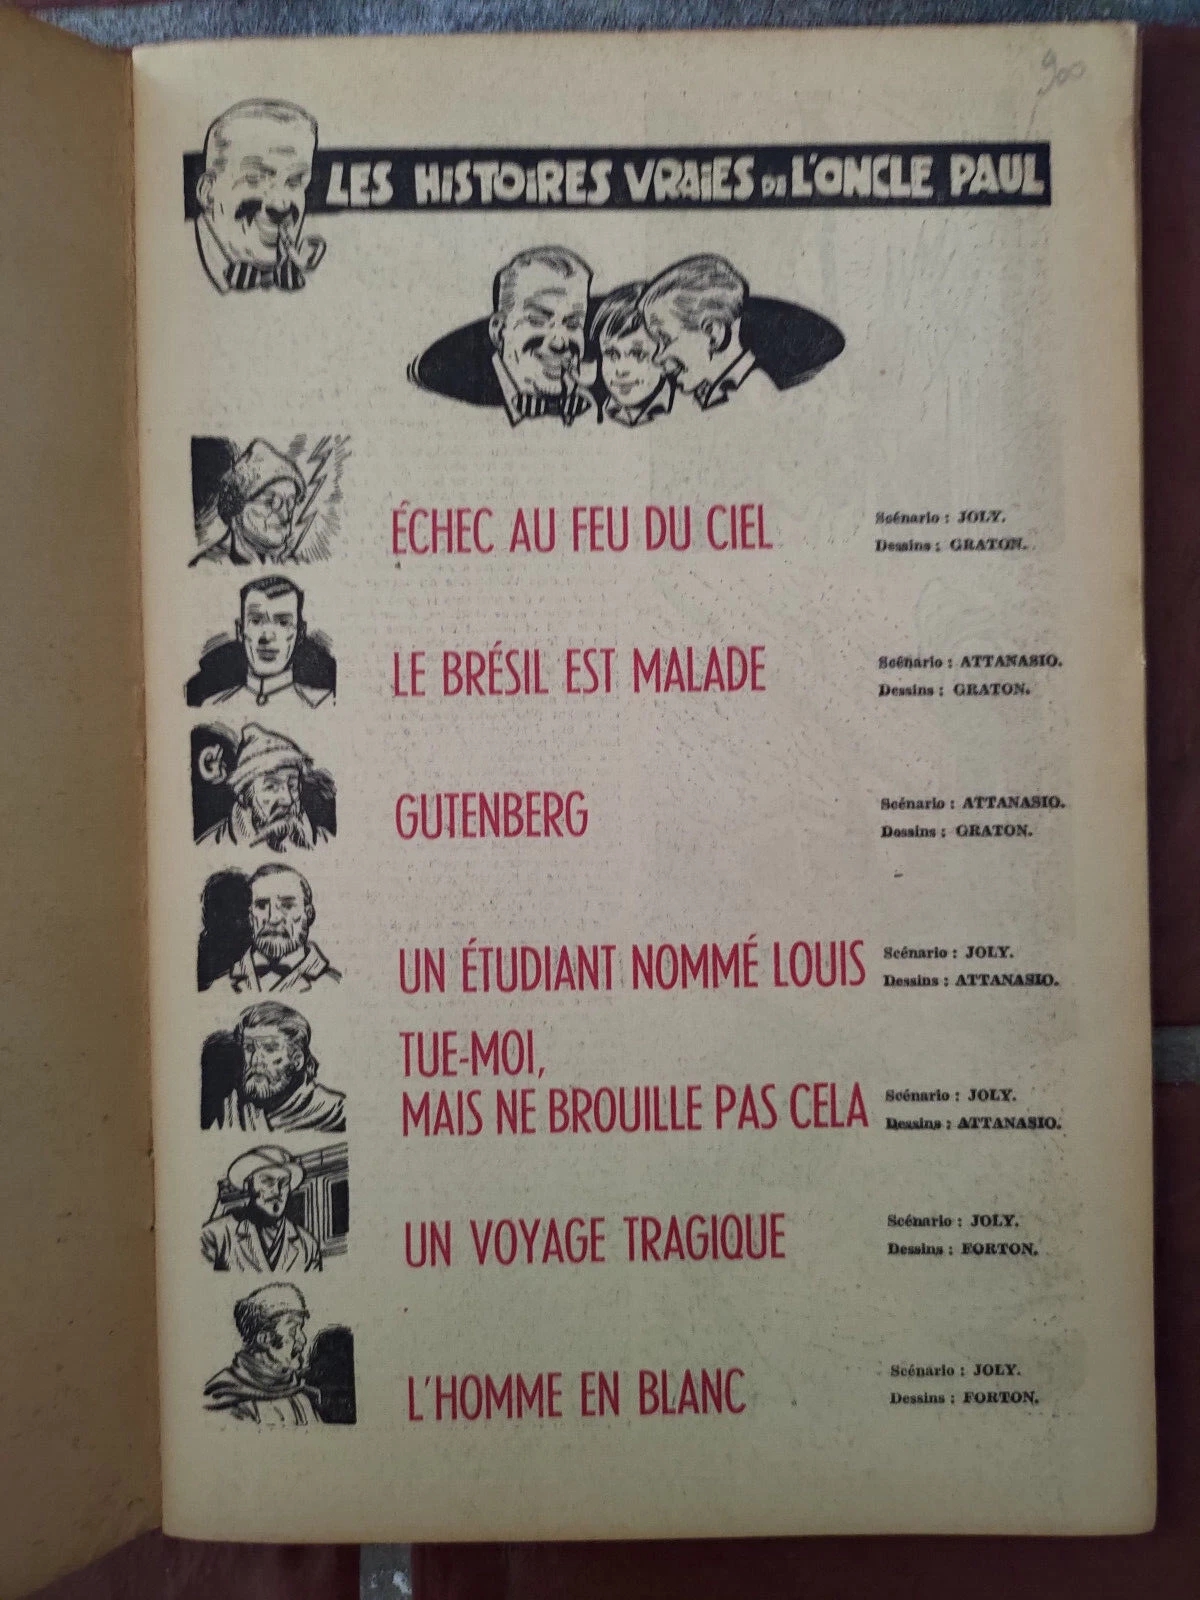 900
LES HISTOIRES VRAIES DE L'ONCLE PAUL
ÉCHEC AU FEU DU CIEL
Scénario : JOLY.
Dessins : GRATON.
LE BRÉSIL EST MALADE
Scénario : ATTANASIO.
Dessins : GRATON.
G
GUTENBERG
Scénario : ATTANASIO.
Dessins : GRATON.
UN ÉTUDIANT NOMMÉ LOUIS
Scénario : JOLY.
Dessins : ATTANASIO.
TUE-MOI,
MAIS NE BROUILLE PAS CELA
Scénario : JOLY.
Dessins : ATTANASIO.
UN VOYAGE TRAGIQUE
Scénario : JOLY.
Dessins : FORTON.
L'HOMME EN BLANC
Scénario : JOLY.
Dessins : FORTON.